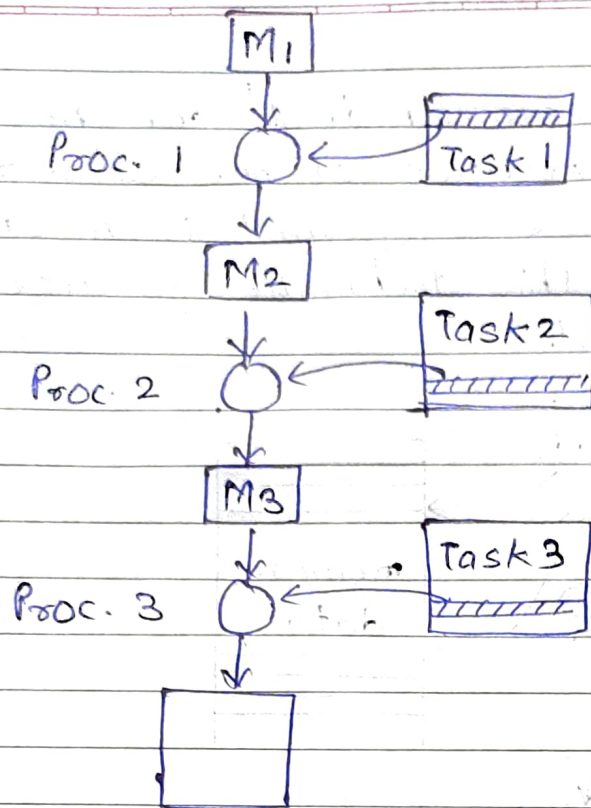 M1
Proc. 1
Task 1
M2
Task 2
Proc. 2
M3
Task 3
Proc. 3